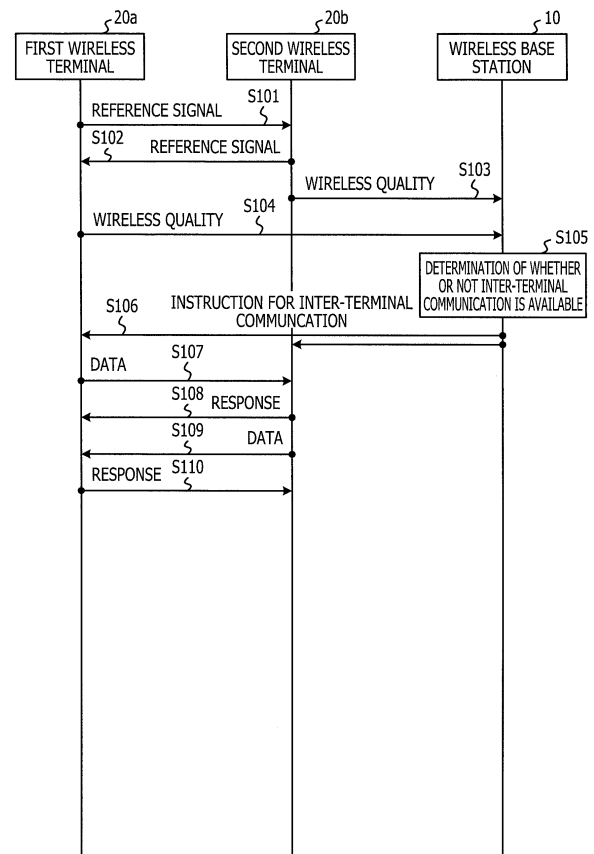 20a
20b
10
FIRST WIRELESS
TERMINAL
SECOND WIRELESS
TERMINAL
WIRELESS BASE
STATION
S101
REFERENCE SIGNAL
S102
REFERENCE SIGNAL
S103
WIRELESS QUALITY
S104
WIRELESS QUALITY
S105
DETERMINATION OF WHETHER
OR NOT INTER-TERMINAL
COMMUNICATION IS AVAILABLE
S106
INSTRUCTION FOR INTER-TERMINAL
COMMUNCATION
S107
DATA
S108
RESPONSE
S109
DATA
S110
RESPONSE